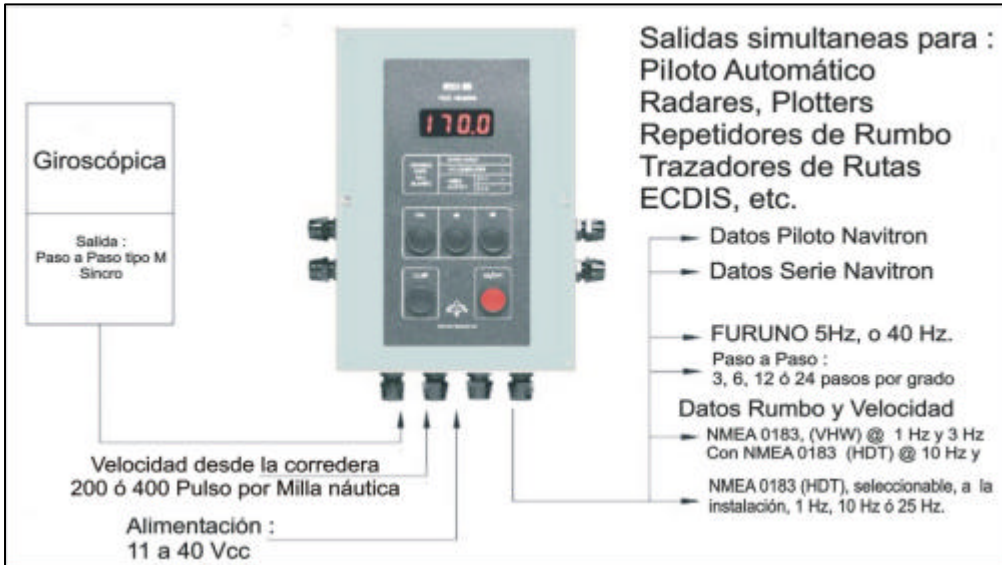 Salidas simultaneas para :
Piloto Automático
Radares, Plotters
Repetidores de Rumbo
Trazadores de Rutas
ECDIS, etc.
Giroscópica
Salida :
Paso a Paso tipo M
Sincro
170.0
Datos Piloto Navitron
Datos Serie Navitron
FURUNO 5Hz, o 40 Hz.
Paso a Paso :
3, 6, 12 ó 24 pasos por grado
Datos Rumbo y Velocidad
NMEA 0183, (VHW) @ 1 Hz y 3 Hz
Con NMEA 0183 (HDT) @ 10 Hz y
NMEA 0183 (HDT), seleccionable, a la
instalación, 1 Hz, 10 Hz ó 25 Hz.
Velocidad desde la corredera
200 ó 400 Pulso por Milla náutica
Alimentación :
11 a 40 Vcc